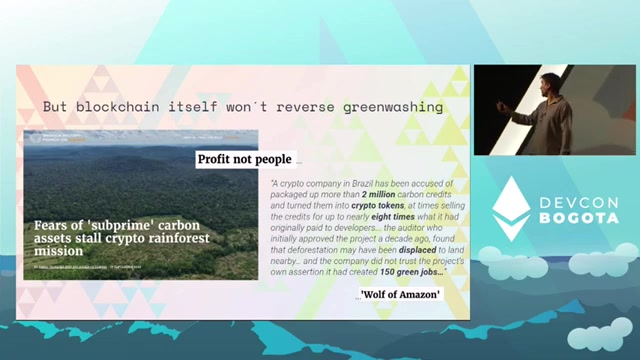 But blockchain itself won´t reverse greenwashing
Profit not people ...
Fears of 'subprime' carbon
assets stall crypto rainforest
mission
"A crypto company in Brazil has been accused of
packaged up more than 2 million carbon credits
and turned them into crypto tokens, at times selling
the credits for up to nearly eight times what it had
originally paid to developers... the auditor who
initially approved the project a decade ago, found
that deforestation may have been displaced to land
nearby.. and the company did not trust the project's
own assertion it had created 150 green jobs..."
...'Wolf of Amazon'
DEVCON
BOGOTA